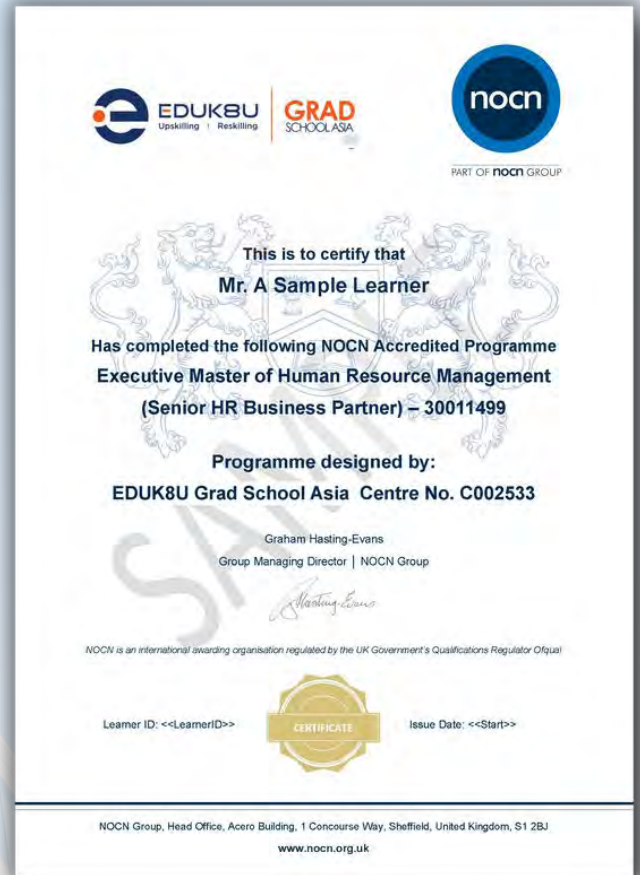 EDUK8U
Upskilling | Reskilling
GRAD
SCHOOL ASIA
nocn
PART OF nocn GROUP
This is to certify that
Mr. A Sample Learner
Has completed the following NOCN Accredited Programme
Executive Master of Human Resource Management
(Senior HR Business Partner) – 30011499
Programme designed by:
EDUK8U Grad School Asia Centre No. C002533
SAMPLE
Graham Hasting-Evans
Group Managing Director | NOCN Group
GHasting-Evans
NOCN is an international awarding organisation regulated by the UK Government's Qualifications Regulator Ofqual
Learner ID: <<LearnerID>>
CERTIFICATE
Issue Date: <<Start>>
NOCN Group, Head Office, Acero Building, 1 Concourse Way, Sheffield, United Kingdom, S1 2BJ
www.nocn.org.uk